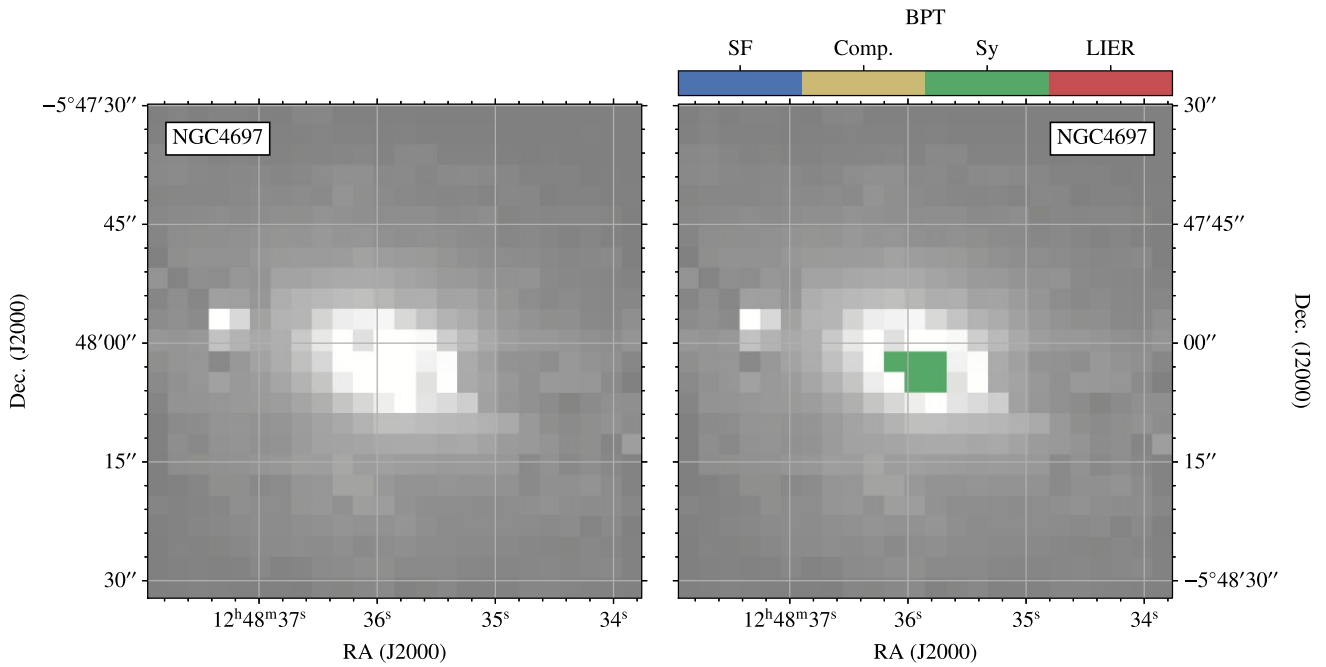 BPT
SF Comp. Sy LIER
−5°47′30″ 30″
NGC4697 NGC4697
45″ 47′45″
48′00″ 00″
15″ 15″
30″ −5°48′30″
Dec. (J2000) Dec. (J2000)
12ʰ48ᵐ37ˢ 36ˢ 35ˢ 34ˢ 12ʰ48ᵐ37ˢ 36ˢ 35ˢ 34ˢ
RA (J2000) RA (J2000)